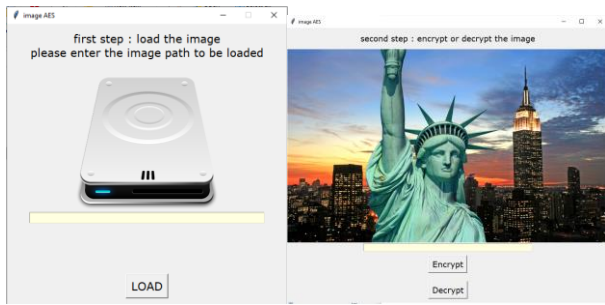 image AES
first step : load the image
please enter the image path to be loaded
LOAD
image AES
second step : encrypt or decrypt the image
Encrypt
Decrypt